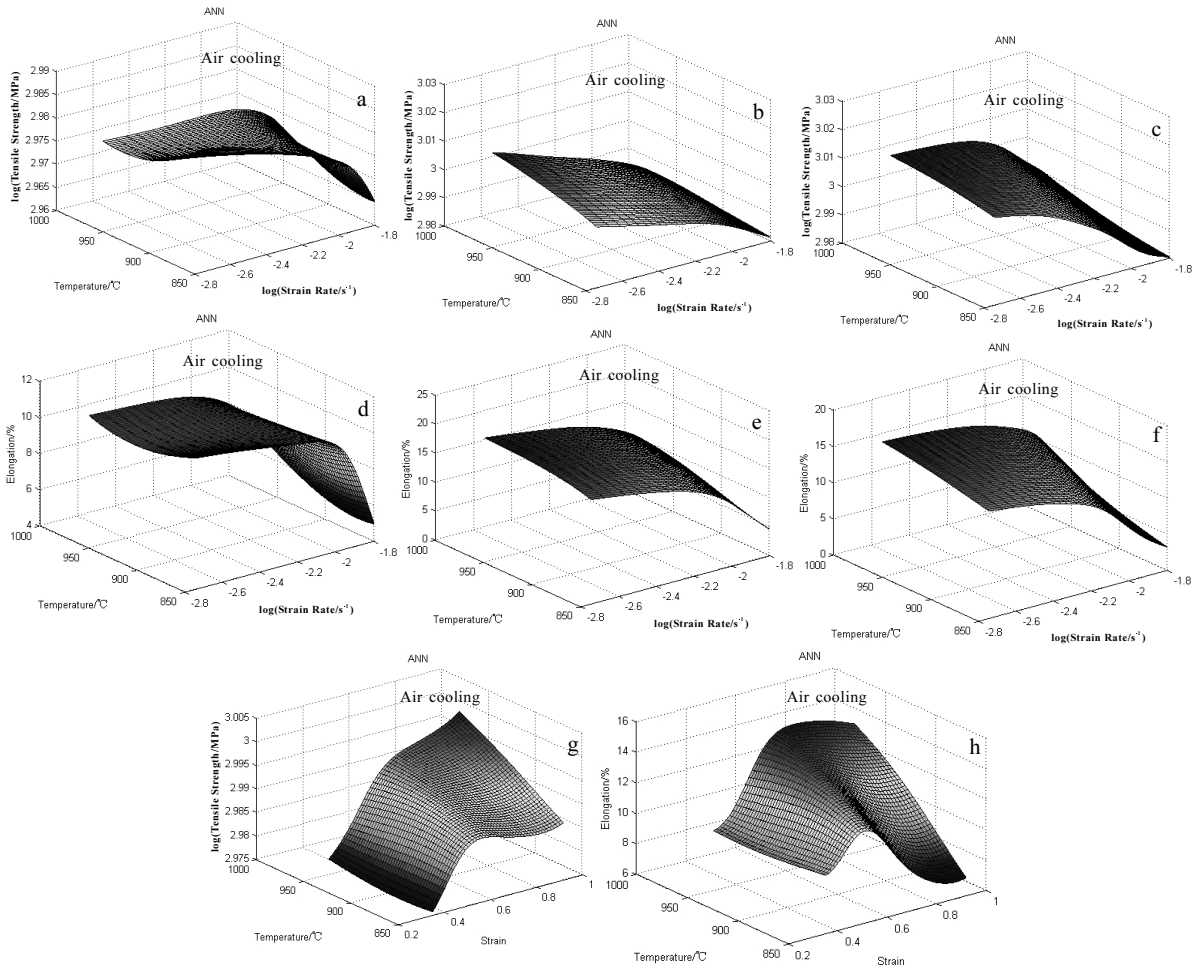 ANN
Air cooling
a
log(Tensile Strength/MPa)
2.99
2.985
2.98
2.975
2.97
2.965
2.96
1000
950
900
850
Temperature/℃
-2.8
-2.6
-2.4
-2.2
-2
-1.8
log(Strain Rate/s⁻¹)
ANN
Air cooling
b
log(Tensile Strength/MPa)
3.03
3.02
3.01
3
2.99
2.98
1000
950
900
850
Temperature/℃
-2.8
-2.6
-2.4
-2.2
-2
-1.8
log(Strain Rate/s⁻¹)
ANN
Air cooling
c
log(Tensile Strength/MPa)
3.03
3.02
3.01
3
2.99
2.98
1000
950
900
850
Temperature/℃
-2.8
-2.6
-2.4
-2.2
-2
-1.8
log(Strain Rate/s⁻¹)
ANN
Air cooling
d
Elongation/%
12
10
8
6
4
1000
950
900
850
Temperature/℃
-2.8
-2.6
-2.4
-2.2
-2
-1.8
log(Strain Rate/s⁻¹)
ANN
Air cooling
e
Elongation/%
25
20
15
10
5
0
1000
950
900
850
Temperature/℃
-2.8
-2.6
-2.4
-2.2
-2
-1.8
log(Strain Rate/s⁻¹)
ANN
Air cooling
f
Elongation/%
20
15
10
5
0
1000
950
900
850
Temperature/℃
-2.8
-2.6
-2.4
-2.2
-2
-1.8
log(Strain Rate/s⁻¹)
ANN
Air cooling
g
log(Tensile Strength/MPa)
3.005
3
2.995
2.99
2.985
2.98
2.975
1000
950
900
850
Temperature/℃
0.2
0.4
0.6
0.8
1
Strain
ANN
Air cooling
h
Elongation/%
16
14
12
10
8
6
1000
950
900
850
Temperature/℃
0.2
0.4
0.6
0.8
1
Strain